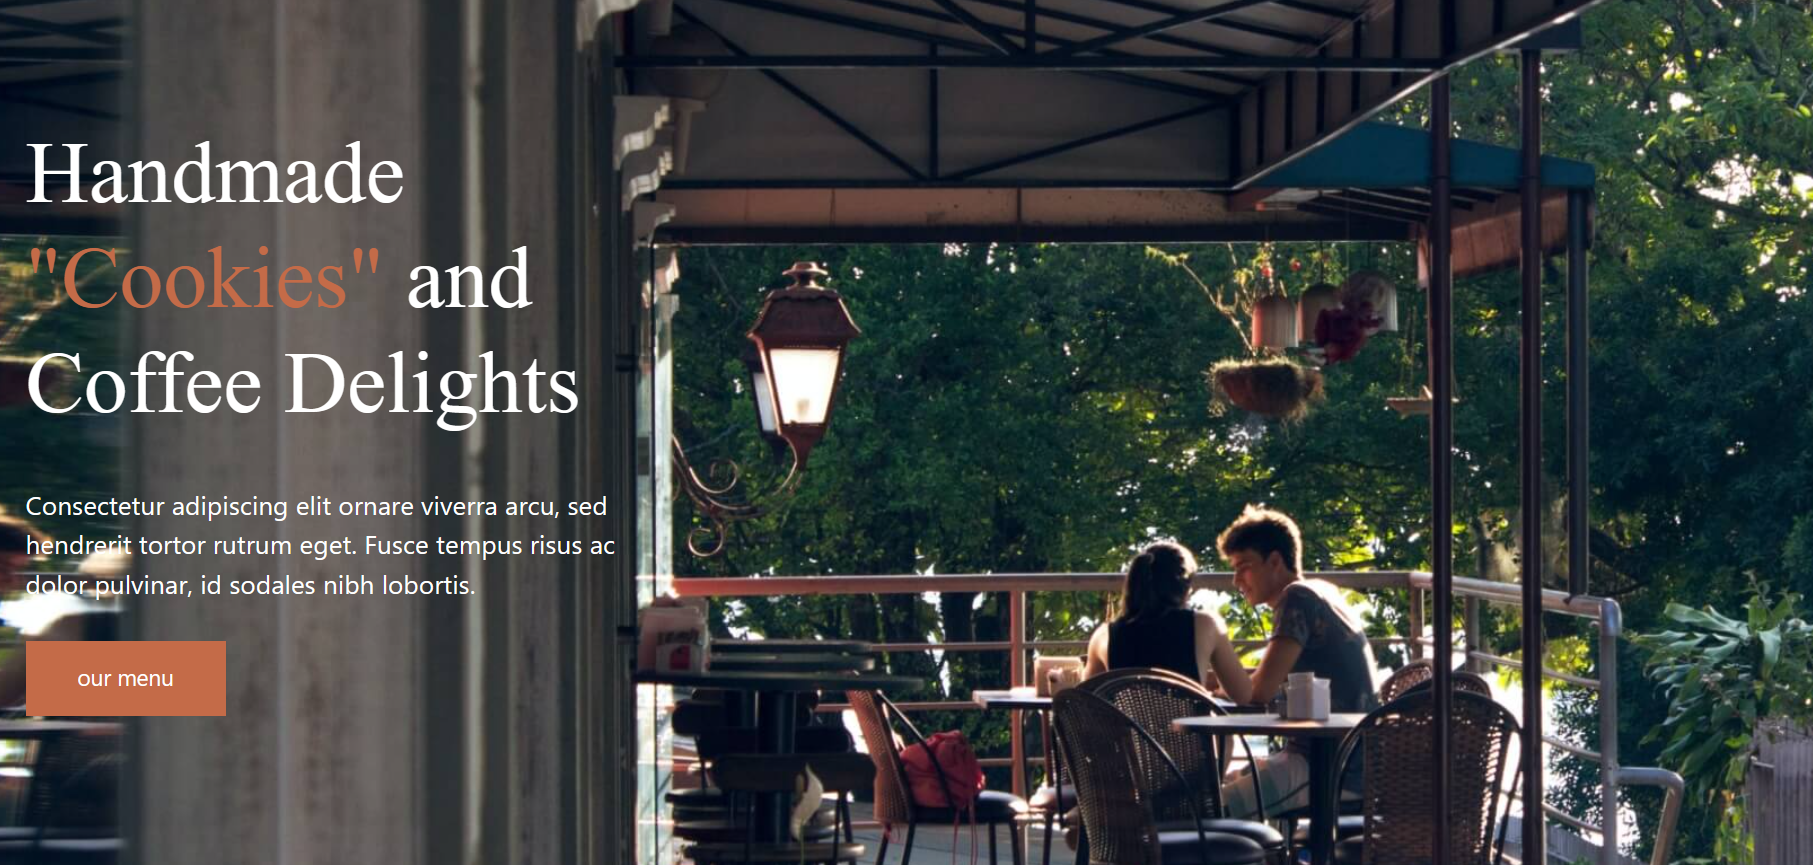 Handmade
"Cookies" and
Coffee Delights
Consectetur adipiscing elit ornare viverra arcu, sed
hendrerit tortor rutrum eget. Fusce tempus risus ac
dolor pulvinar, id sodales nibh lobortis.
our menu